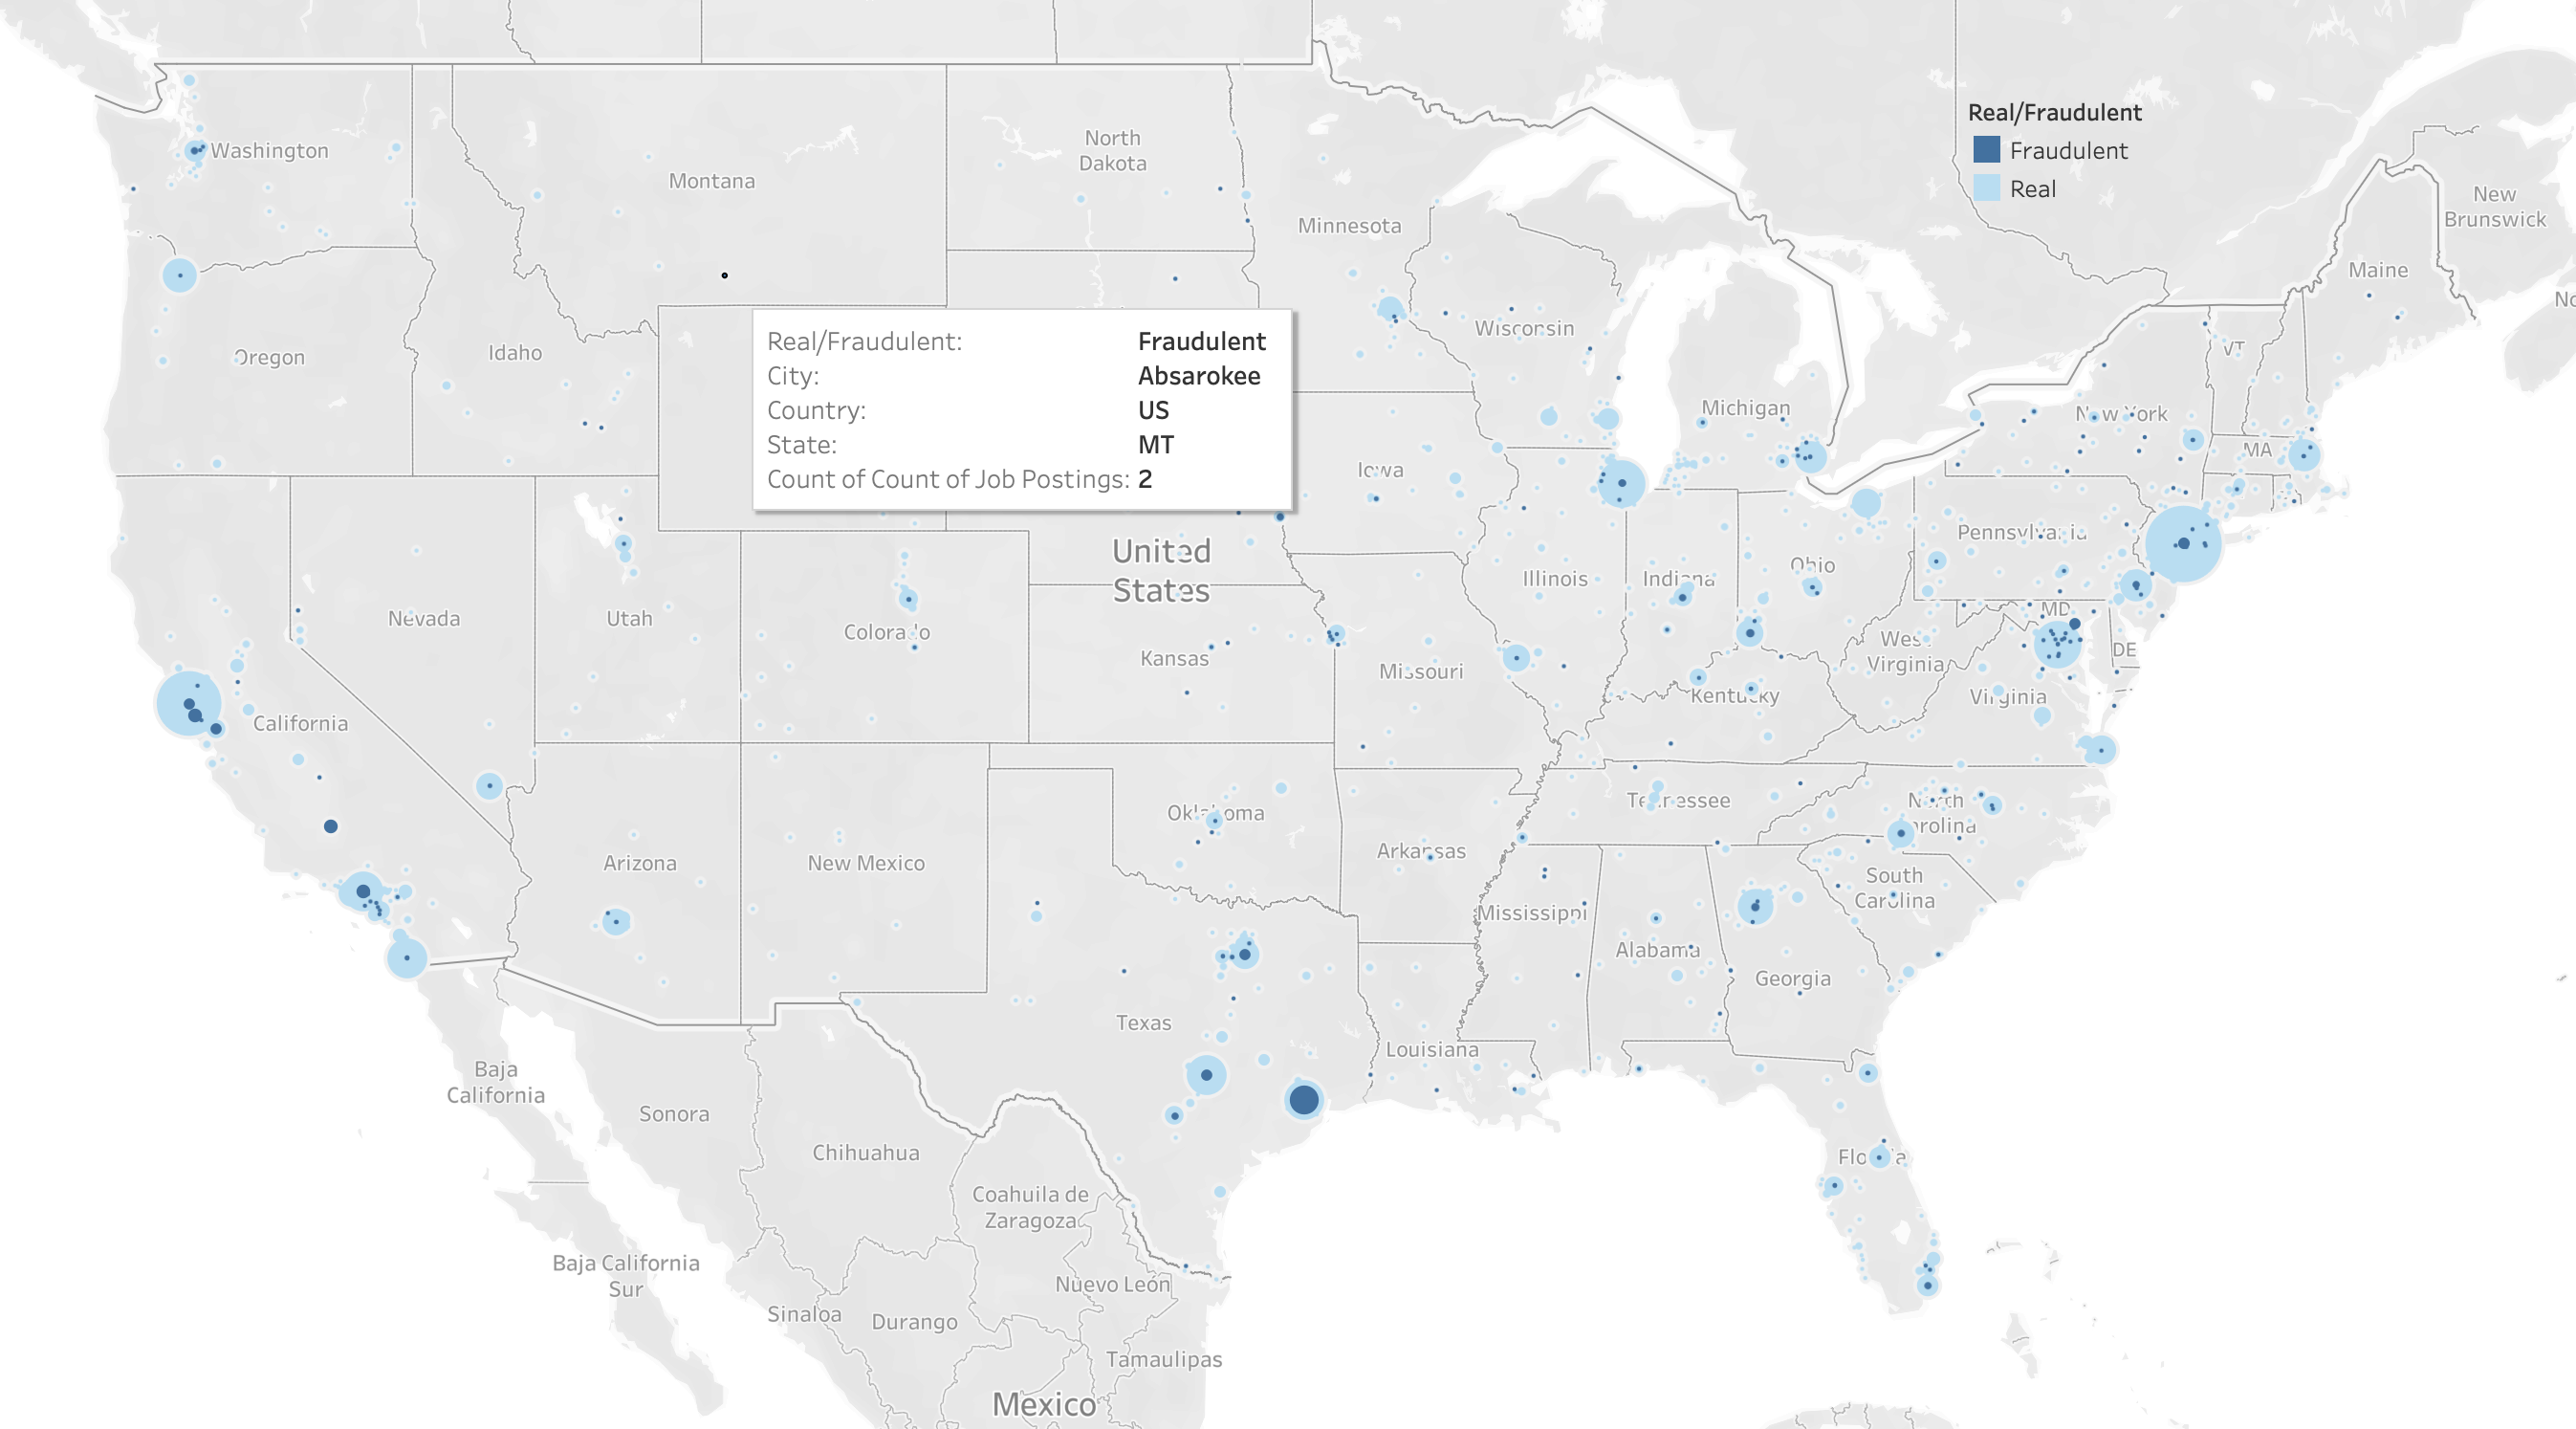 Real/Fraudulent
Fraudulent
Real
Washington
Montana
North
Dakota
Minnesota
New
Brunswick
Maine
Oregon
Idaho
Wisconsin
VT
Michigan
New York
MA
Iowa
Real/Fraudulent: Fraudulent
City: Absarokee
Country: US
State: MT
Count of Count of Job Postings: 2
United
States
Nevada
Utah
Colorado
Kansas
Missouri
Illinois
Indiana
Ohio
Pennsylvania
MD
DE
West
Virginia
Virginia
Kentucky
California
Arizona
New Mexico
Oklahoma
Arkansas
Tennessee
North
Carolina
South
Carolina
Mississippi
Alabama
Georgia
Texas
Louisiana
Florida
Baja
California
Sonora
Chihuahua
Coahuila de
Zaragoza
Baja California
Sur
Nuevo León
Sinaloa
Durango
Tamaulipas
Mexico